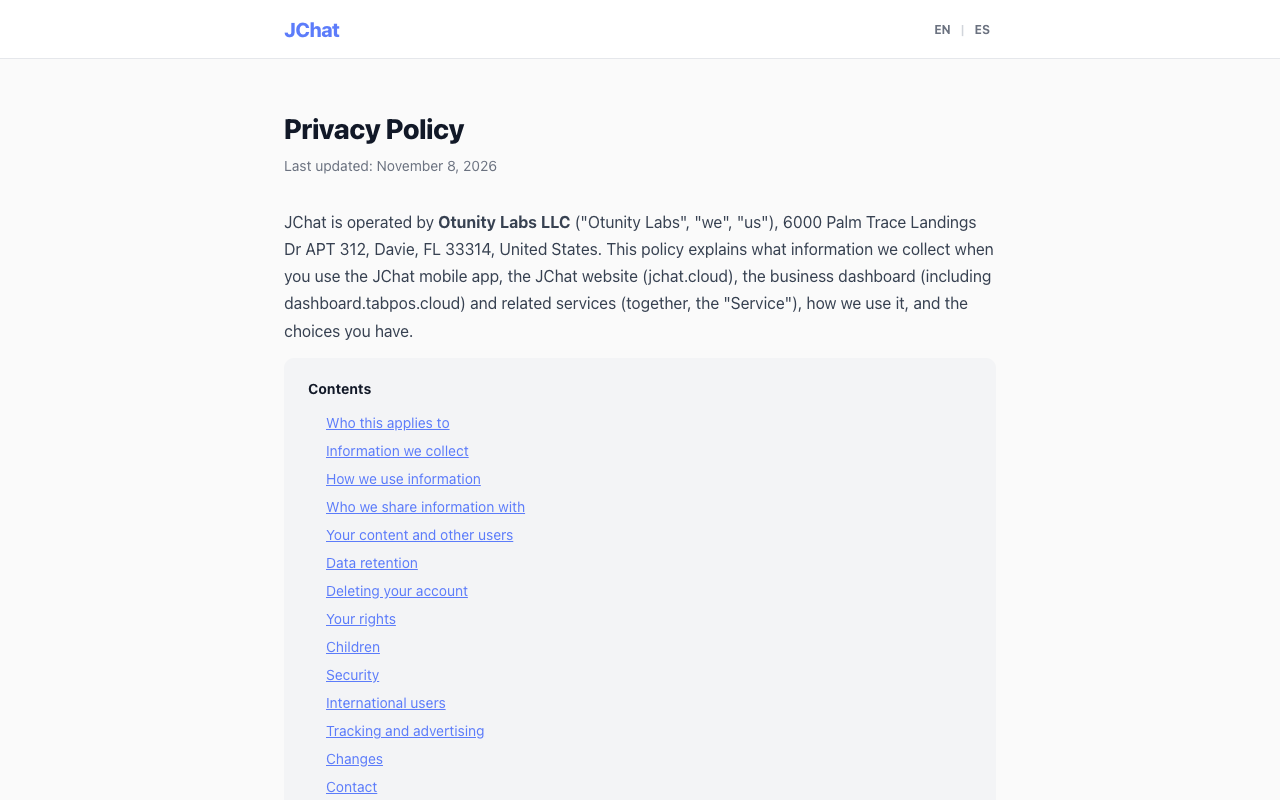 JChat
EN | ES
Privacy Policy
Last updated: November 8, 2026
JChat is operated by Otunity Labs LLC ("Otunity Labs", "we", "us"), 6000 Palm Trace Landings
Dr APT 312, Davie, FL 33314, United States. This policy explains what information we collect when
you use the JChat mobile app, the JChat website (jchat.cloud), the business dashboard (including
dashboard.tabpos.cloud) and related services (together, the "Service"), how we use it, and the
choices you have.
Contents
Who this applies to
Information we collect
How we use information
Who we share information with
Your content and other users
Data retention
Deleting your account
Your rights
Children
Security
International users
Tracking and advertising
Changes
Contact